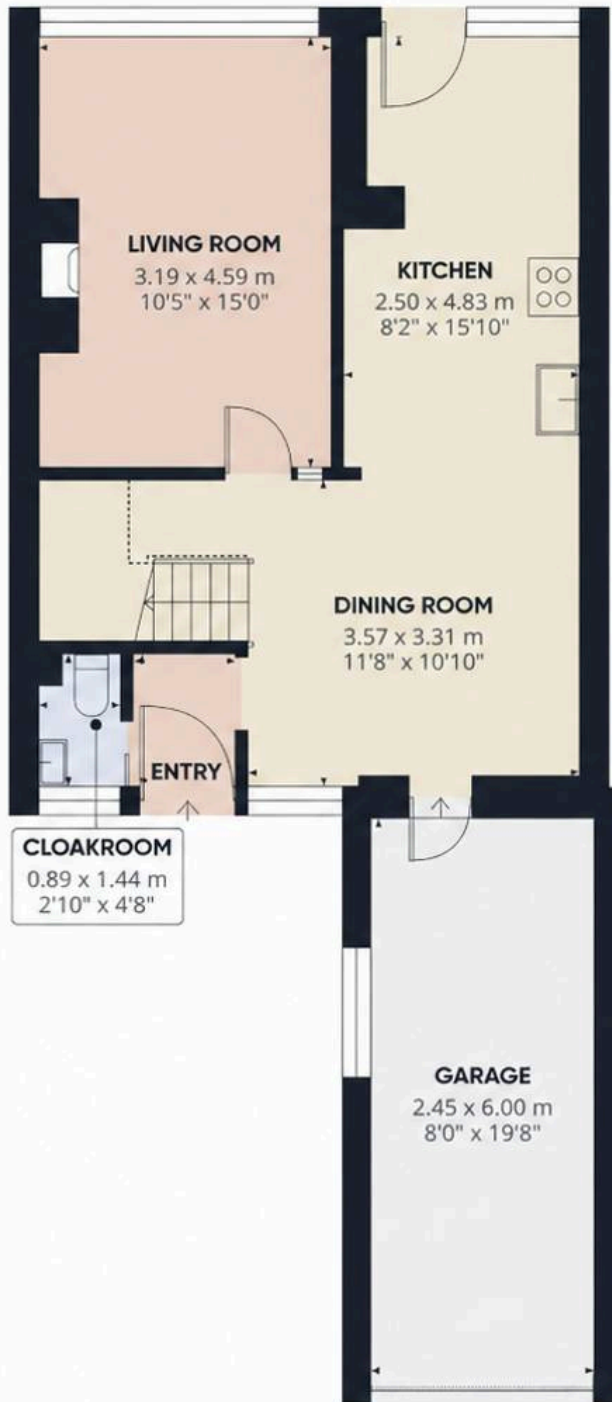 LIVING ROOM
3.19 x 4.59 m
10'5" x 15'0"
KITCHEN
2.50 x 4.83 m
8'2" x 15'10"
DINING ROOM
3.57 x 3.31 m
11'8" x 10'10"
ENTRY
CLOAKROOM
0.89 x 1.44 m
2'10" x 4'8"
GARAGE
2.45 x 6.00 m
8'0" x 19'8"